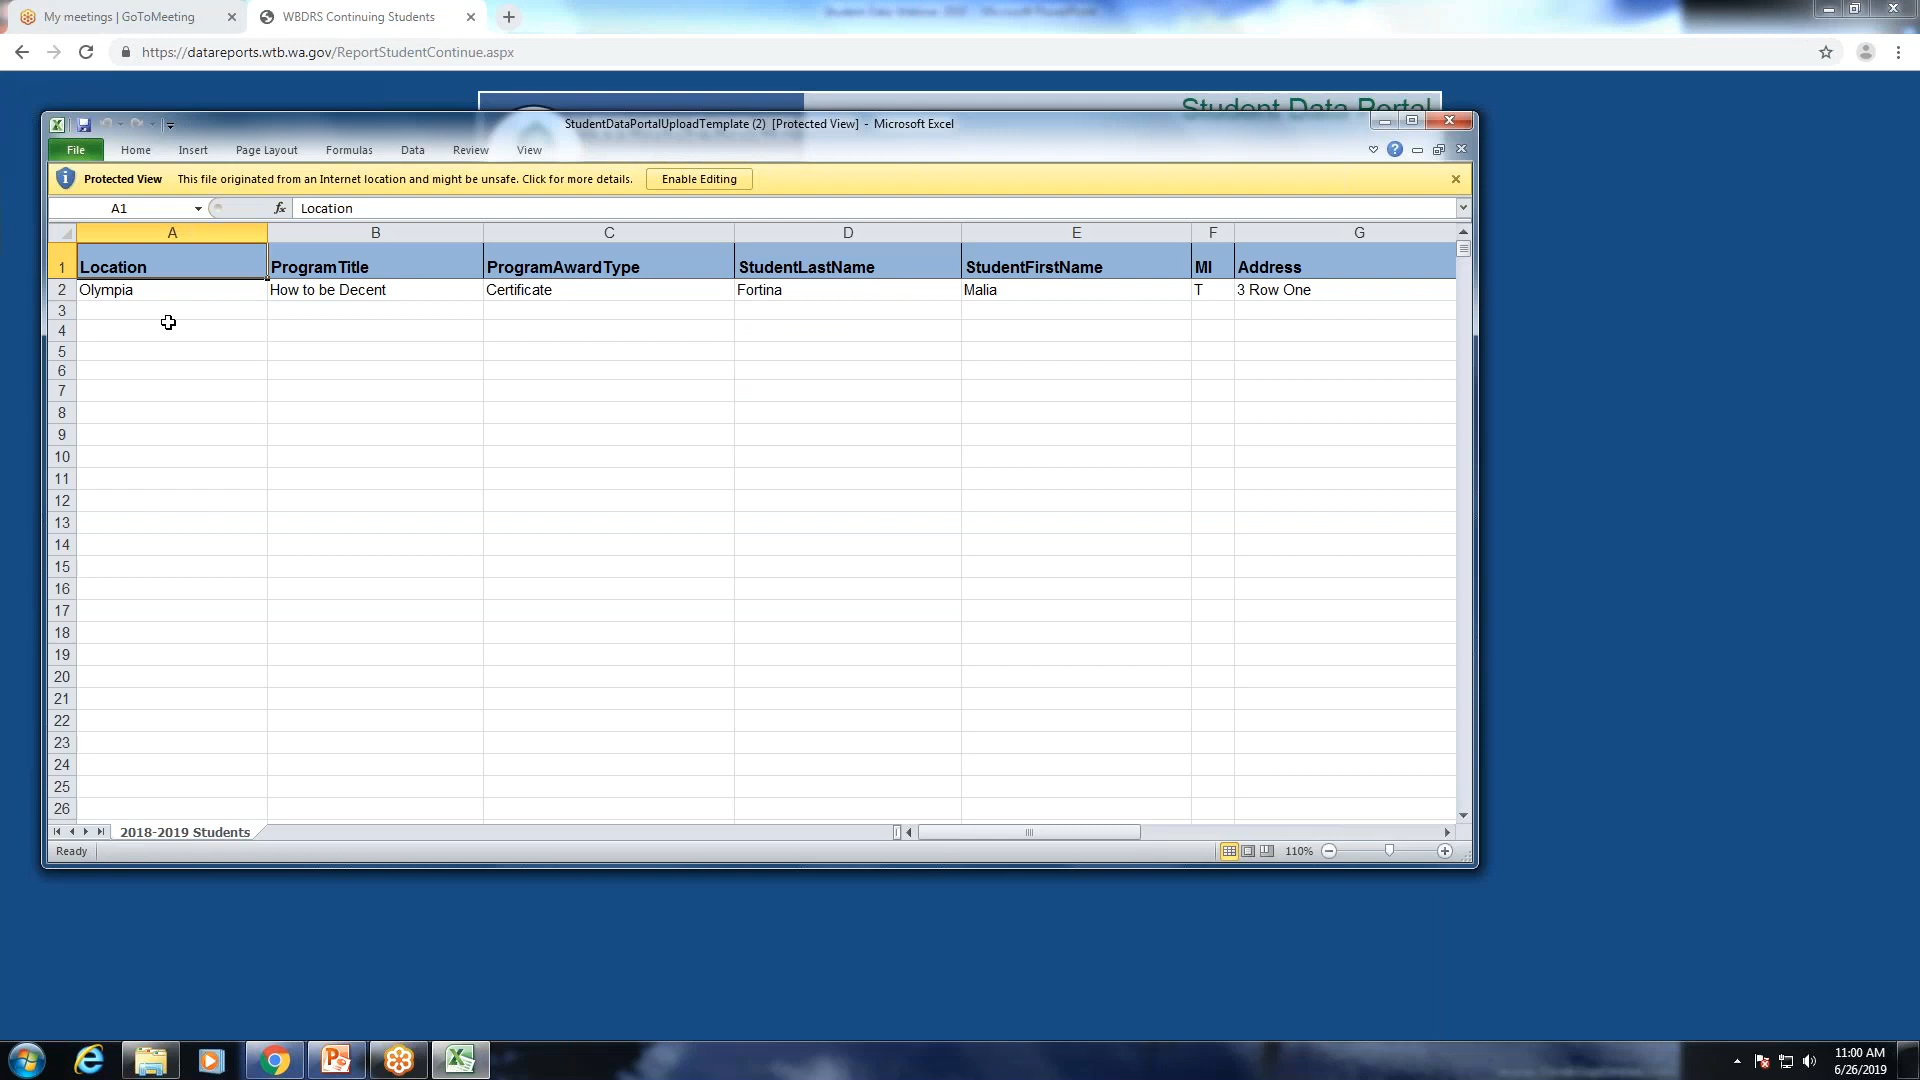 My meetings | GoToMeeting
WBDRS Continuing Students
https://datareports.wtb.wa.gov/ReportStudentContinue.aspx
Student Data Portal
StudentDataPortalUploadTemplate (2) [Protected View] - Microsoft Excel
File Home Insert Page Layout Formulas Data Review View
Protected View This file originated from an Internet location and might be unsafe. Click for more details. Enable Editing
A1 fx Location
A B C D E F G
1 Location ProgramTitle ProgramAwardType StudentLastName StudentFirstName MI Address
2 Olympia How to be Decent Certificate Fortina Malia T 3 Row One
3
4
5
6
7
8
9
10
11
12
13
14
15
16
17
18
19
20
21
22
23
24
25
26
2018-2019 Students
Ready 110%
11:00 AM
6/26/2019